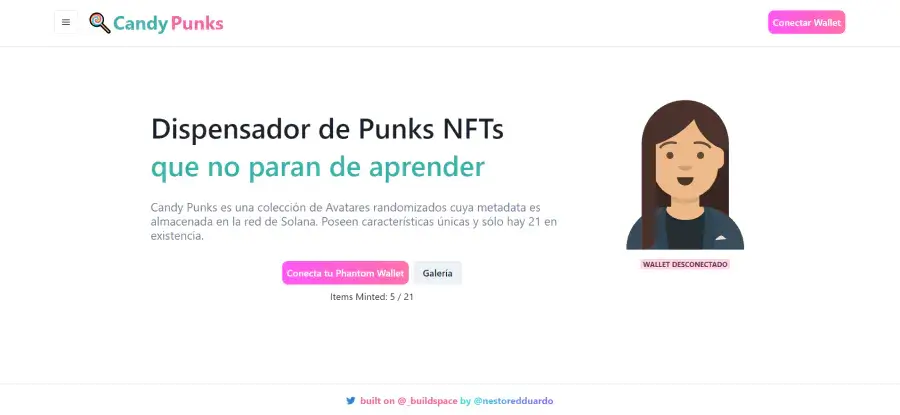 Candy Punks
Conectar Wallet
Dispensador de Punks NFTs
que no paran de aprender
Candy Punks es una colección de Avatares randomizados cuya metadata es
almacenada en la red de Solana. Poseen características únicas y sólo hay 21 en
existencia.
Conecta tu Phantom Wallet
Galería
Items Minted: 5 / 21
WALLET DESCONECTADO
built on @_buildspace by @nestoredduardo